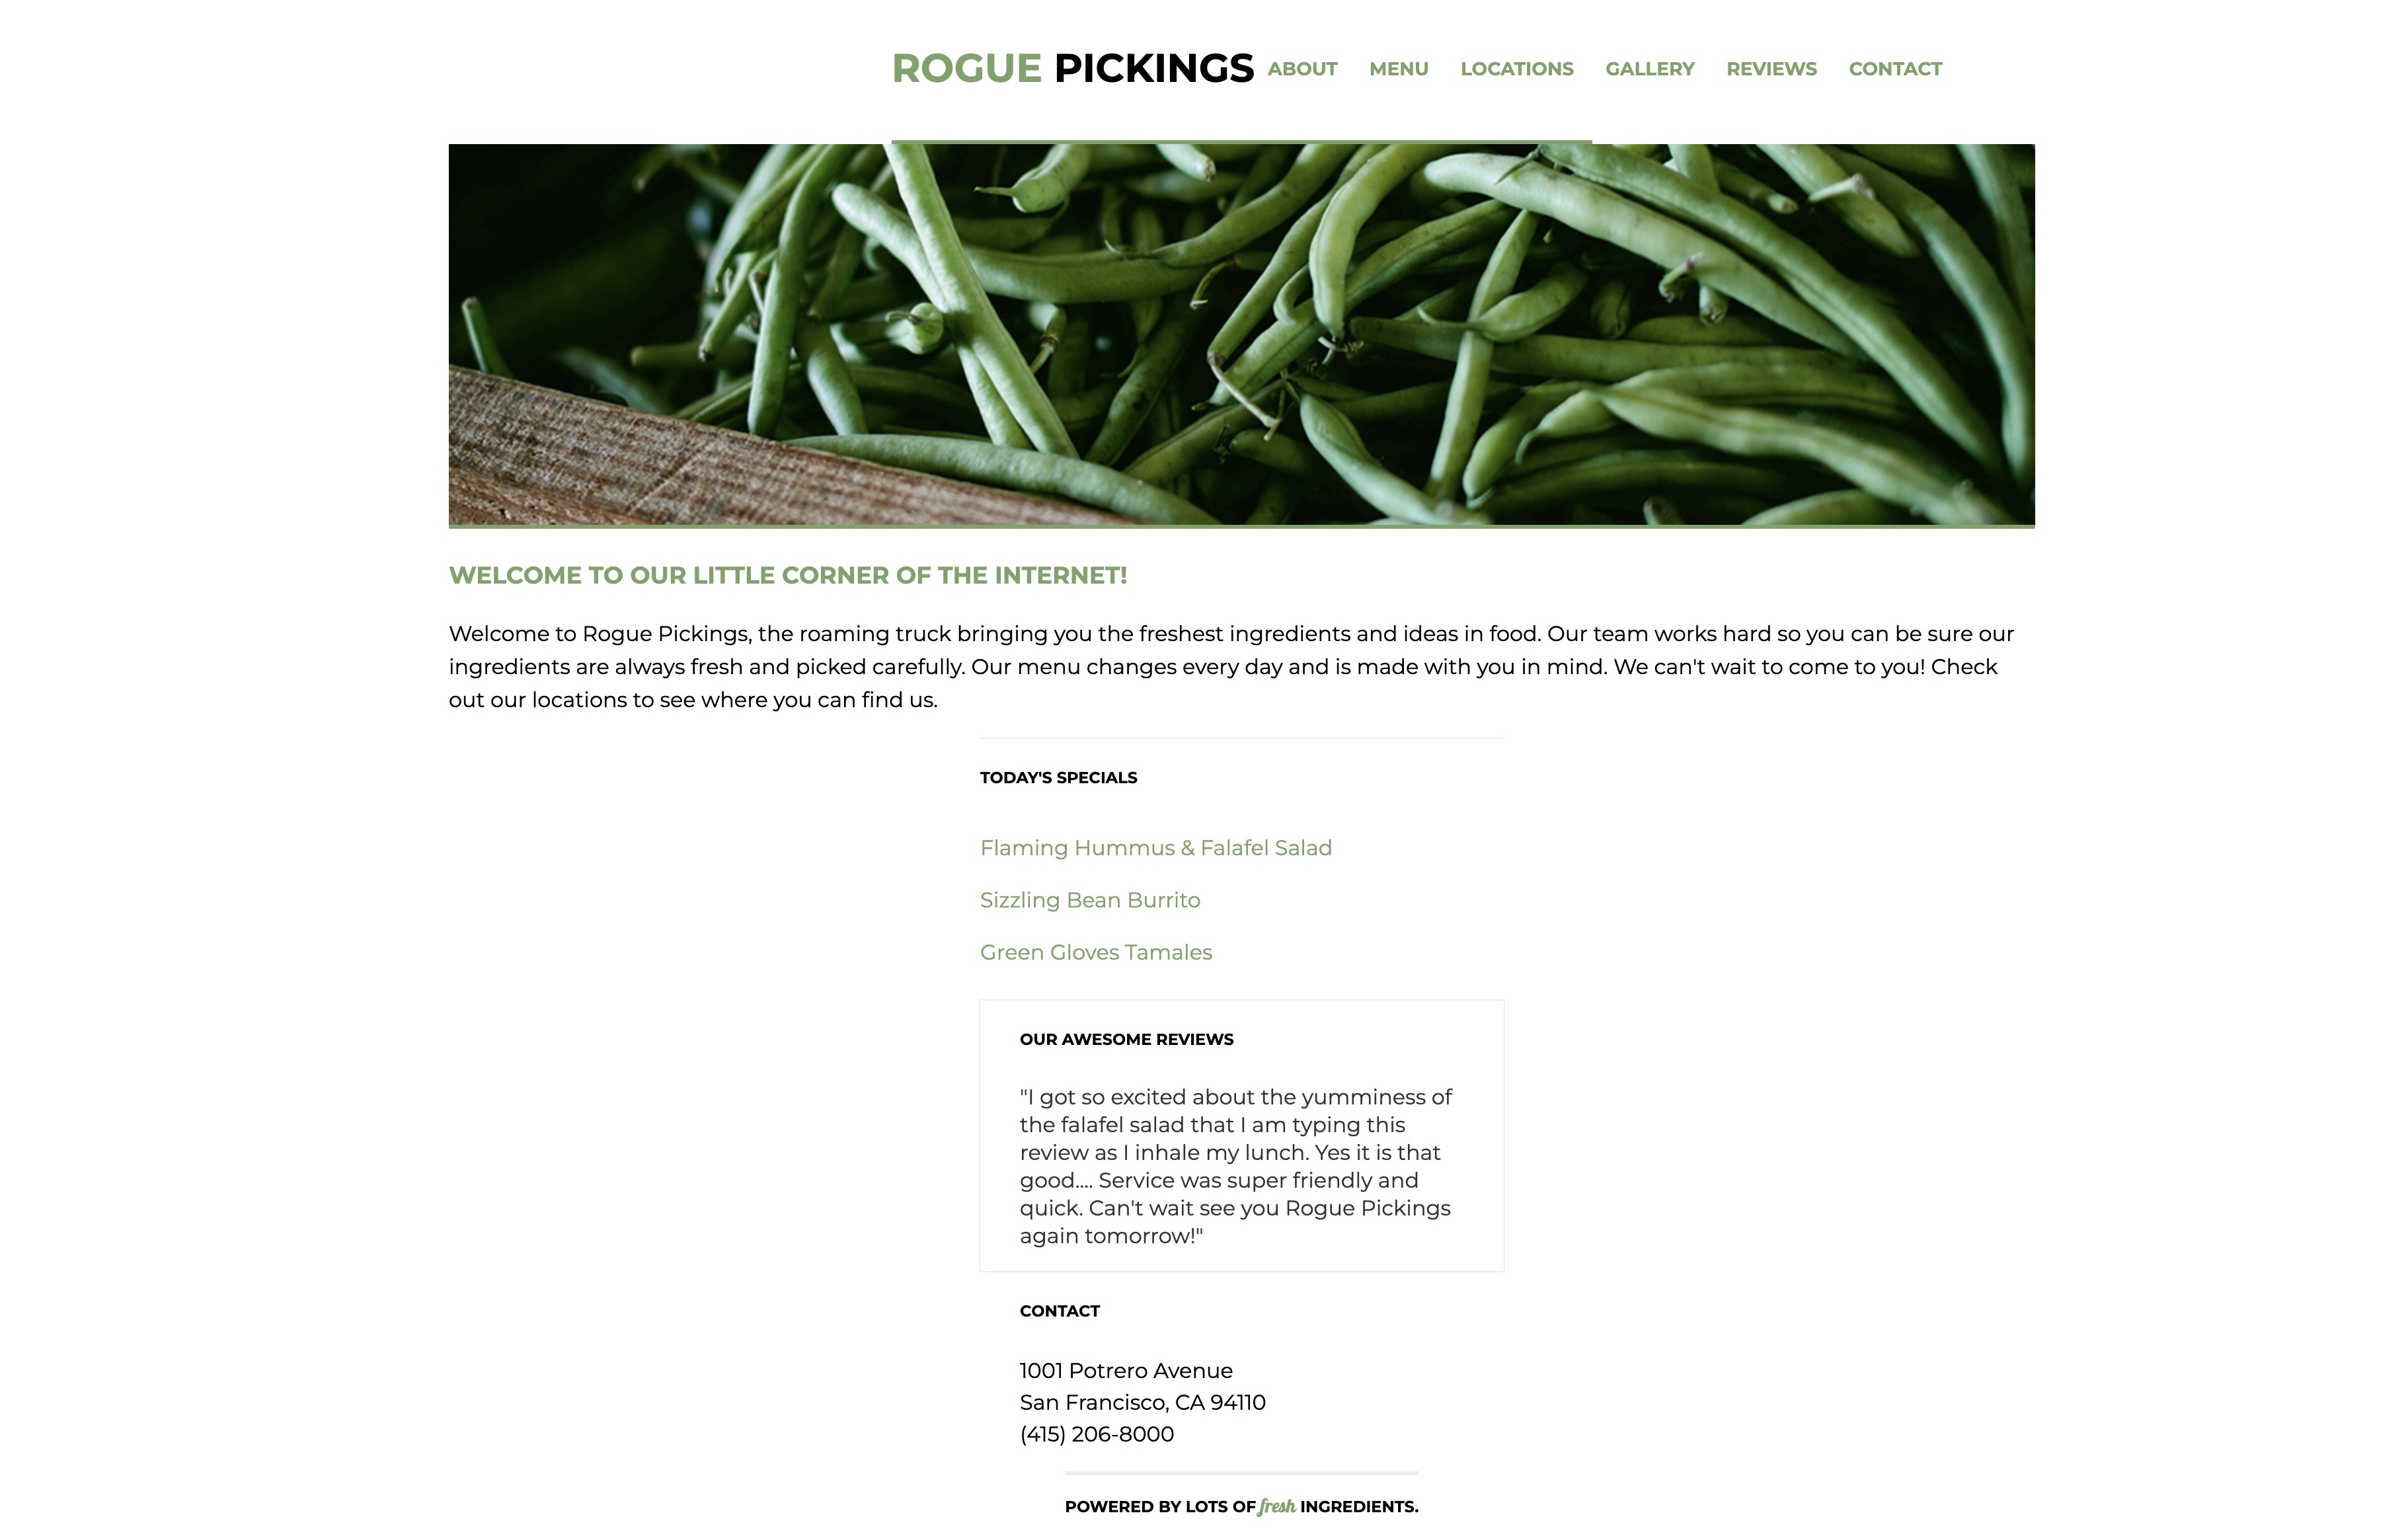 ROGUE PICKINGS ABOUT MENU LOCATIONS GALLERY REVIEWS CONTACT
WELCOME TO OUR LITTLE CORNER OF THE INTERNET!
Welcome to Rogue Pickings, the roaming truck bringing you the freshest ingredients and ideas in food. Our team works hard so you can be sure our
ingredients are always fresh and picked carefully. Our menu changes every day and is made with you in mind. We can't wait to come to you! Check
out our locations to see where you can find us.
TODAY'S SPECIALS
Flaming Hummus & Falafel Salad
Sizzling Bean Burrito
Green Gloves Tamales
OUR AWESOME REVIEWS
"I got so excited about the yumminess of
the falafel salad that I am typing this
review as I inhale my lunch. Yes it is that
good.... Service was super friendly and
quick. Can't wait see you Rogue Pickings
again tomorrow!"
CONTACT
1001 Potrero Avenue
San Francisco, CA 94110
(415) 206-8000
POWERED BY LOTS OF fresh INGREDIENTS.